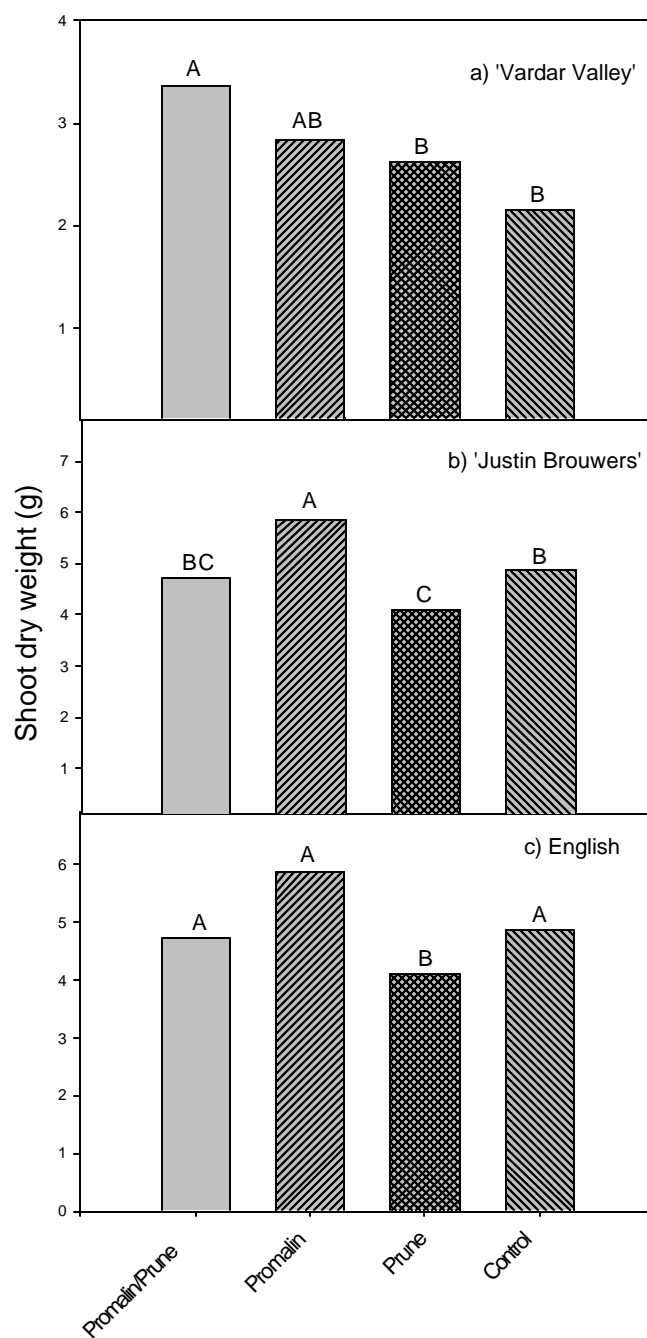 Shoot dry weight (g)
4
3
2
1
a) 'Vardar Valley'
A
AB
B
B
7
6
5
4
3
2
1
b) 'Justin Brouwers'
BC
A
C
B
6
5
4
3
2
1
0
c) English
A
A
B
A
Promalin/Prune
Promalin
Prune
Control